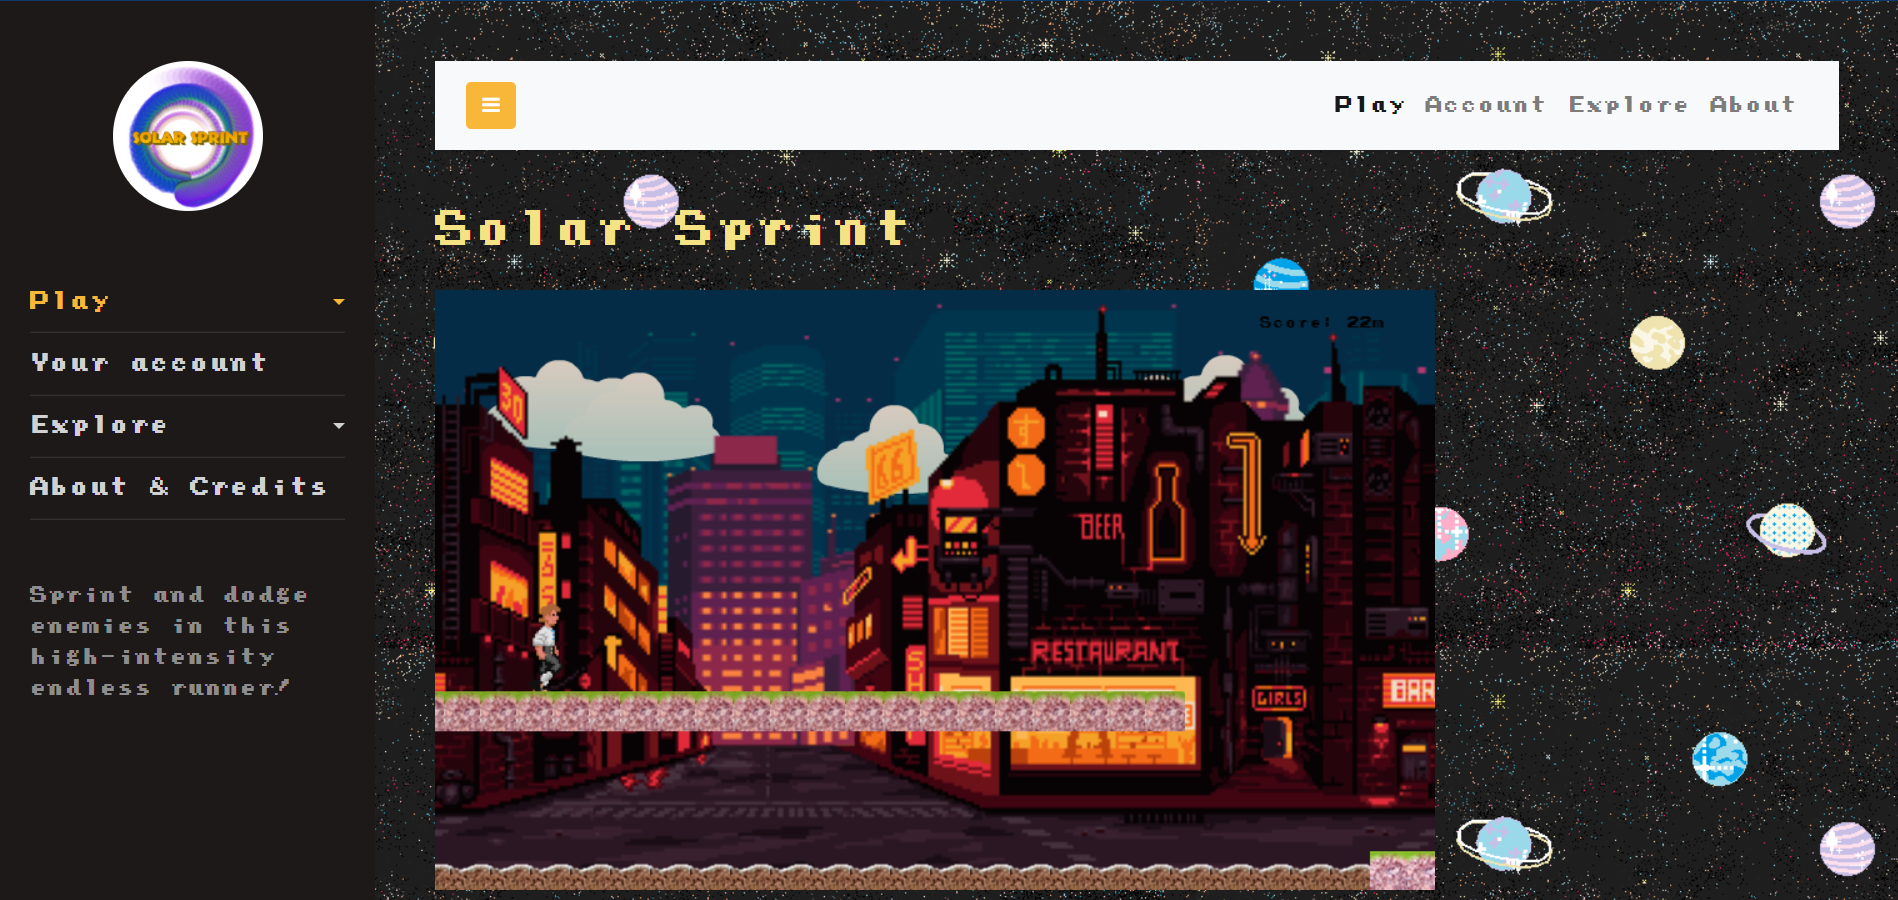 SOLAR SPRINT
Play
Your account
Explore
About & Credits
Sprint and dodge
enemies in this
high-intensity
endless runner!
Play Account Explore About
Solar Sprint
Score: 22m
30
BEER
RESTAURANT
GIRLS
BAR